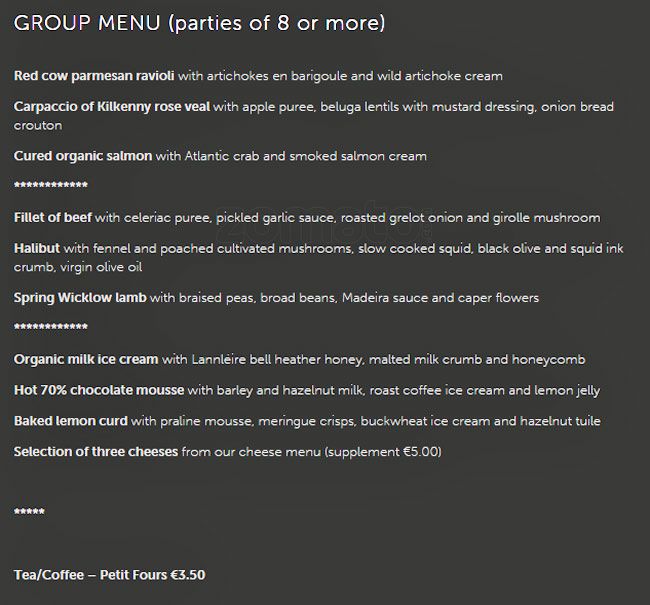 GROUP MENU (parties of 8 or more)
Red cow parmesan ravioli with artichokes en barigoule and wild artichoke cream
Carpaccio of Kilkenny rose veal with apple puree, beluga lentils with mustard dressing, onion bread
crouton
Cured organic salmon with Atlantic crab and smoked salmon cream
************
Fillet of beef with celeriac puree, pickled garlic sauce, roasted grelot onion and girolle mushroom
zomato
Halibut with fennel and poached cultivated mushrooms, slow cooked squid, black olive and squid ink
crumb, virgin olive oil
Spring Wicklow lamb with braised peas, broad beans, Madeira sauce and caper flowers
************
Organic milk ice cream with Lannléire bell heather honey, malted milk crumb and honeycomb
Hot 70% chocolate mousse with barley and hazelnut milk, roast coffee ice cream and lemon jelly
Baked lemon curd with praline mousse, meringue crisps, buckwheat ice cream and hazelnut tuile
Selection of three cheeses from our cheese menu (supplement €5.00)
*****
Tea/Coffee – Petit Fours €3.50